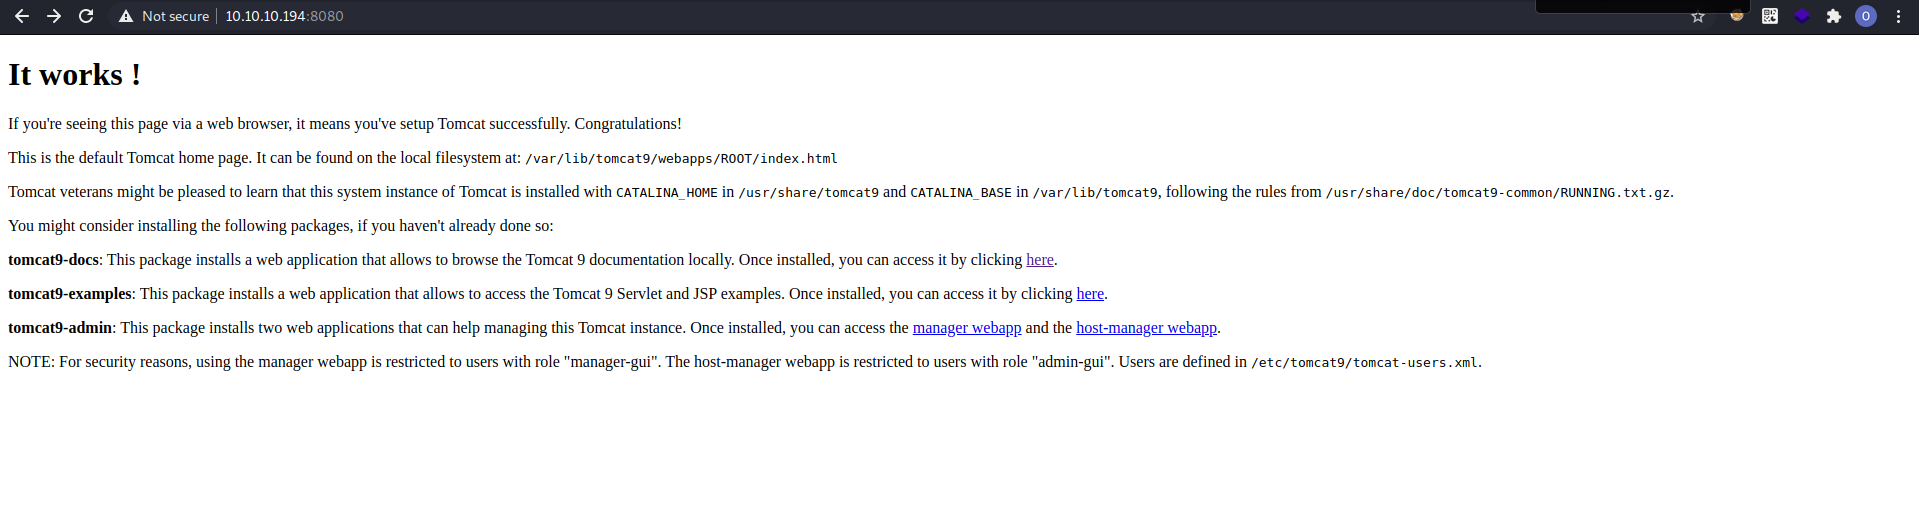 Not secure 10.10.10.194:8080
O
It works !
If you're seeing this page via a web browser, it means you've setup Tomcat successfully. Congratulations!
This is the default Tomcat home page. It can be found on the local filesystem at: /var/lib/tomcat9/webapps/ROOT/index.html
Tomcat veterans might be pleased to learn that this system instance of Tomcat is installed with CATALINA_HOME in /usr/share/tomcat9 and CATALINA_BASE in /var/lib/tomcat9, following the rules from /usr/share/doc/tomcat9-common/RUNNING.txt.gz.
You might consider installing the following packages, if you haven't already done so:
tomcat9-docs: This package installs a web application that allows to browse the Tomcat 9 documentation locally. Once installed, you can access it by clicking here.
tomcat9-examples: This package installs a web application that allows to access the Tomcat 9 Servlet and JSP examples. Once installed, you can access it by clicking here.
tomcat9-admin: This package installs two web applications that can help managing this Tomcat instance. Once installed, you can access the manager webapp and the host-manager webapp.
NOTE: For security reasons, using the manager webapp is restricted to users with role "manager-gui". The host-manager webapp is restricted to users with role "admin-gui". Users are defined in /etc/tomcat9/tomcat-users.xml.